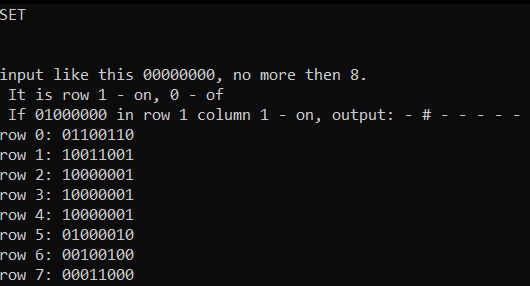 SET
input like this 00000000, no more then 8.
It is row 1 - on, 0 - of
If 01000000 in row 1 column 1 - on, output: - # - - - - -
row 0: 01100110
row 1: 10011001
row 2: 10000001
row 3: 10000001
row 4: 10000001
row 5: 01000010
row 6: 00100100
row 7: 00011000